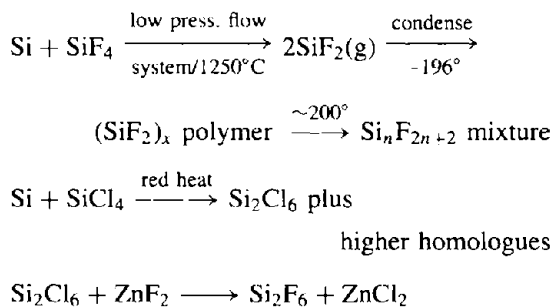 Si + SiF₄ low press. flow system/1250°C → 2SiF₂(g) condense -196° →
(SiF₂)ₓ polymer ~200° → SiₙF₂ₙ₊₂ mixture
Si + SiCl₄ red heat → Si₂Cl₆ plus
higher homologues
Si₂Cl₆ + ZnF₂ → Si₂F₆ + ZnCl₂